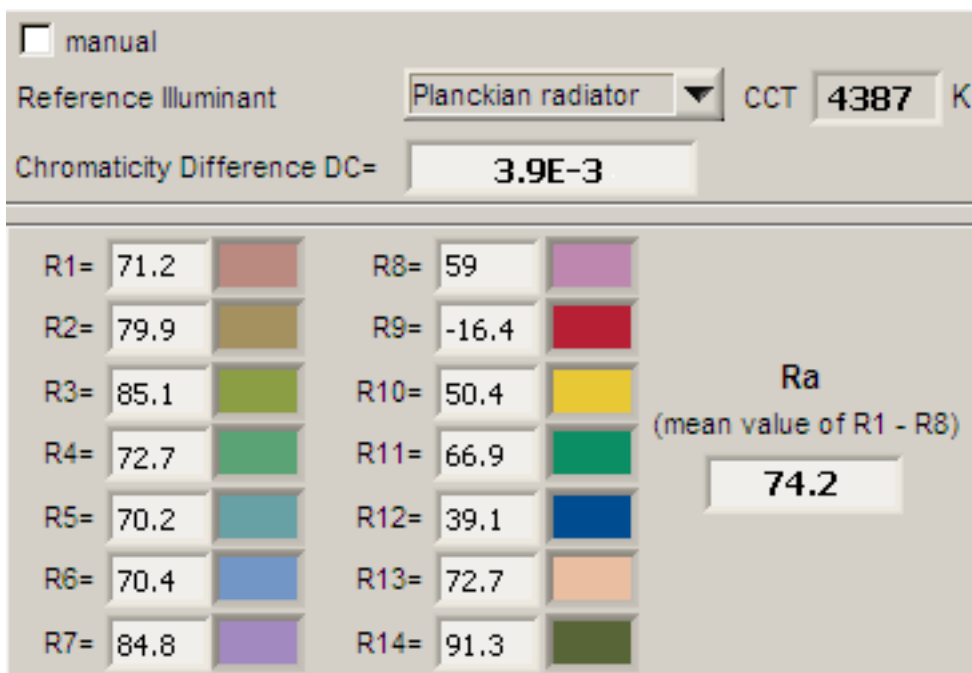 manual
Reference Illuminant Planckian radiator CCT 4387 K
Chromaticity Difference DC= 3.9E-3
R1= 71.2 R8= 59
R2= 79.9 R9= -16.4
R3= 85.1 R10= 50.4
R4= 72.7 R11= 66.9
R5= 70.2 R12= 39.1
R6= 70.4 R13= 72.7
R7= 84.8 R14= 91.3
Ra
(mean value of R1 - R8)
74.2